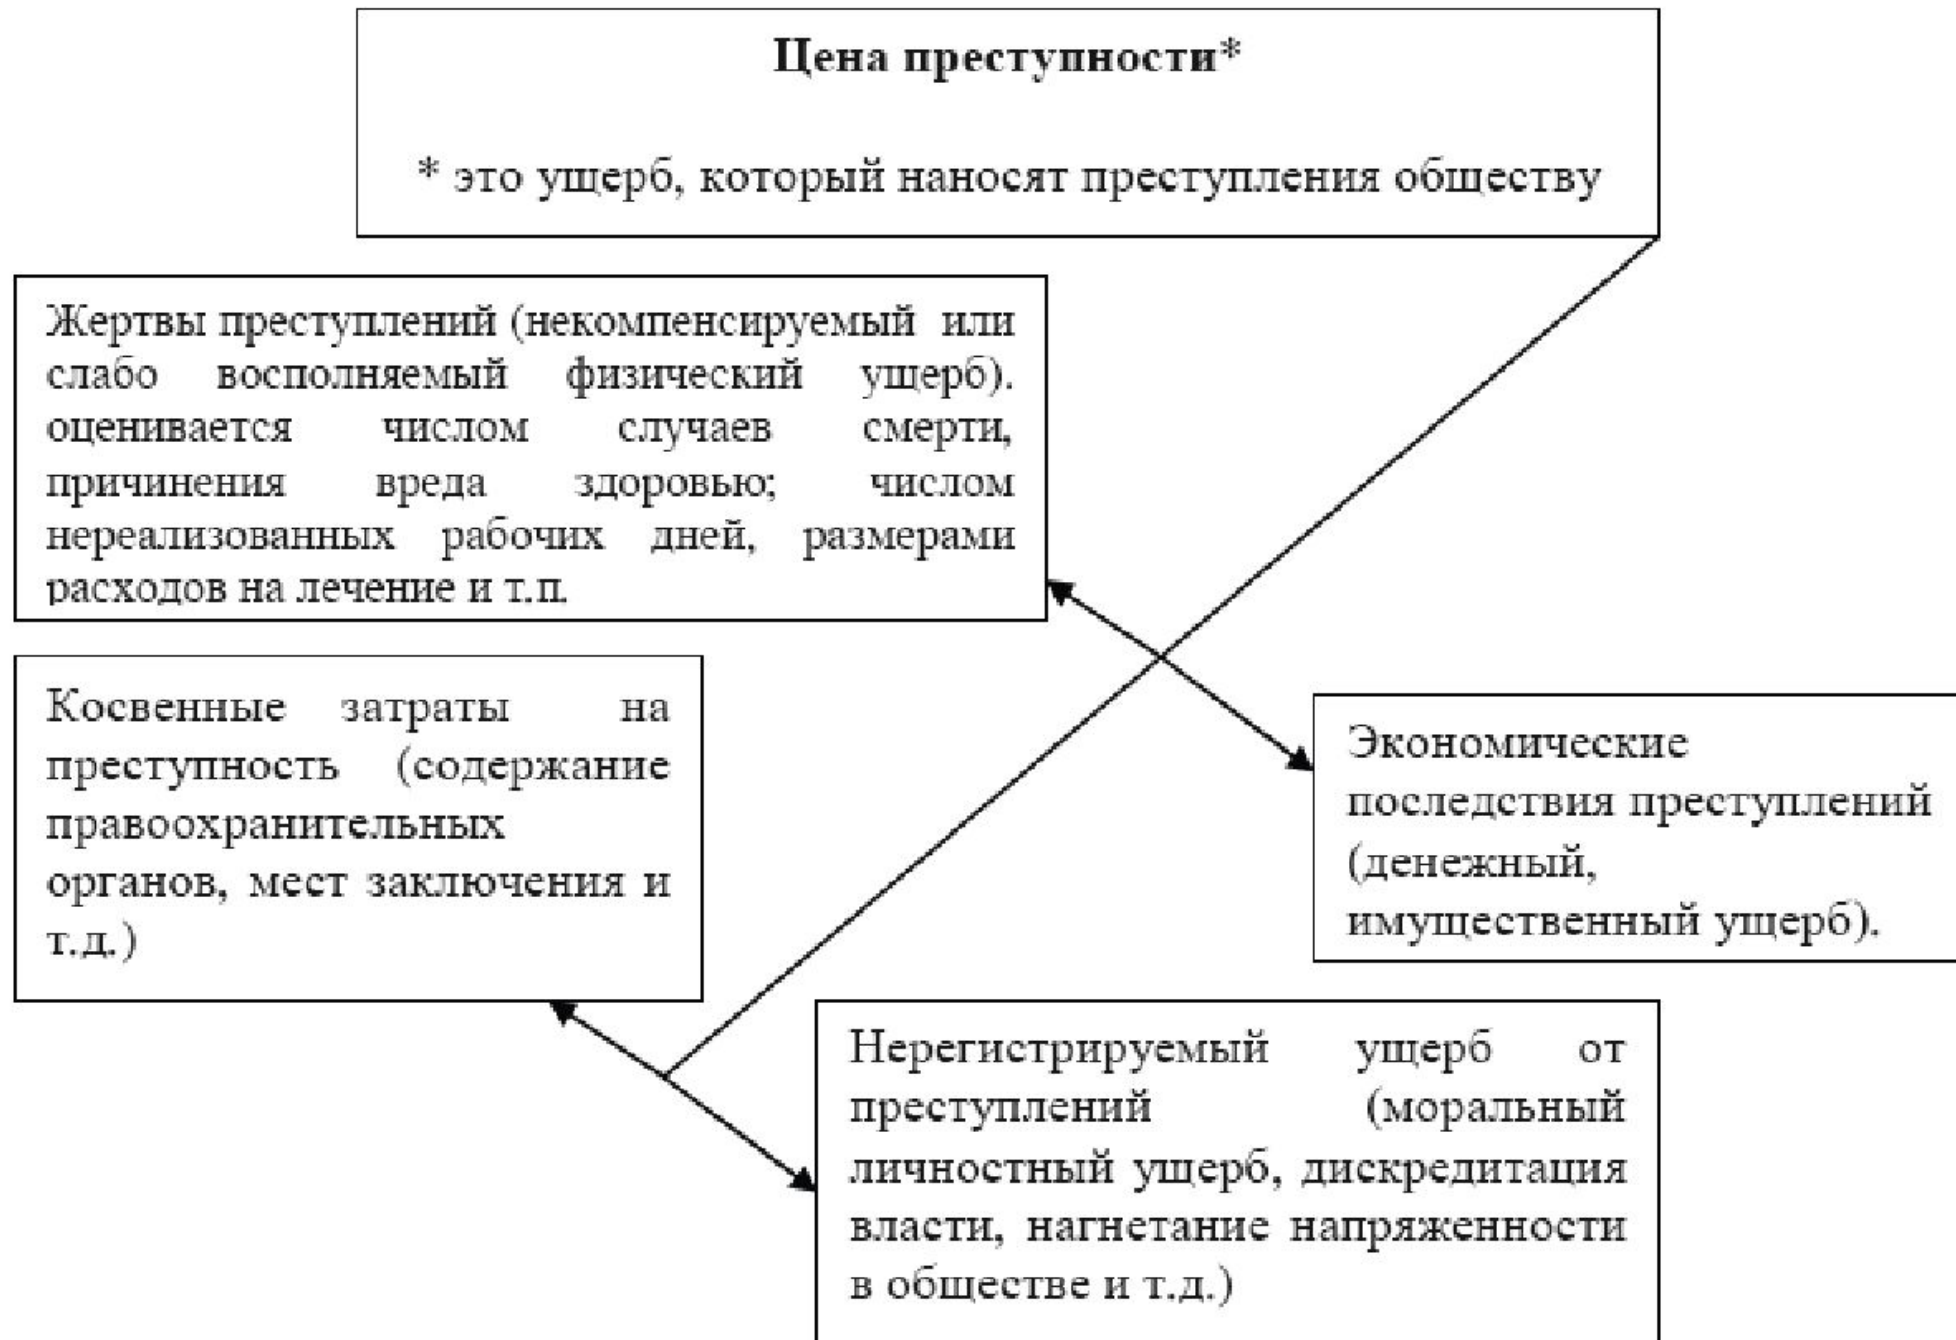 Цена преступности*
* это ущерб, который наносят преступления обществу
Жертвы преступлений (некомпенсируемый или
слабо восполняемый физический ущерб).
оценивается числом случаев смерти,
причинения вреда здоровью; числом
нереализованных рабочих дней, размерами
расходов на лечение и т.п.
Косвенные затраты на
преступность (содержание
правоохранительных
органов, мест заключения и
т.д.)
Экономические
последствия преступлений
(денежный,
имущественный ущерб).
Нерегистрируемый ущерб от
преступлений (моральный
личностный ущерб, дискредитация
власти, нагнетание напряженности
в обществе и т.д.)